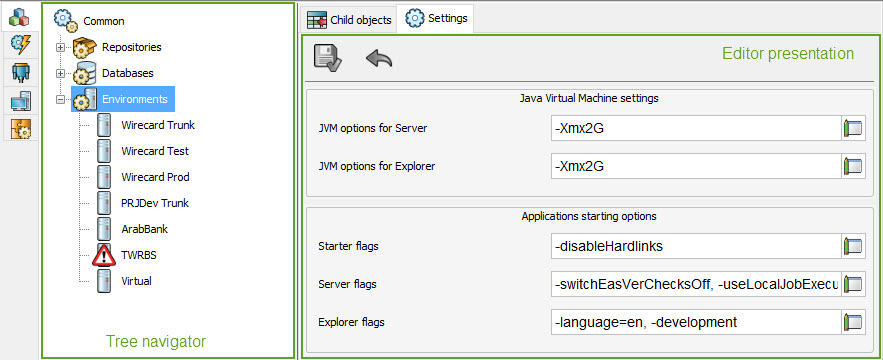 Common
Repositories
Databases
Environments
Wirecard Trunk
Wirecard Test
Wirecard Prod
PRJDev Trunk
ArabBank
TWRBS
Virtual
Tree navigator
Child objects
Settings
Editor presentation
Java Virtual Machine settings
JVM options for Server
-Xmx2G
JVM options for Explorer
-Xmx2G
Applications starting options
Starter flags
-disableHardlinks
Server flags
-switchEasVerChecksOff, -useLocalJobExecu
Explorer flags
-language=en, -development